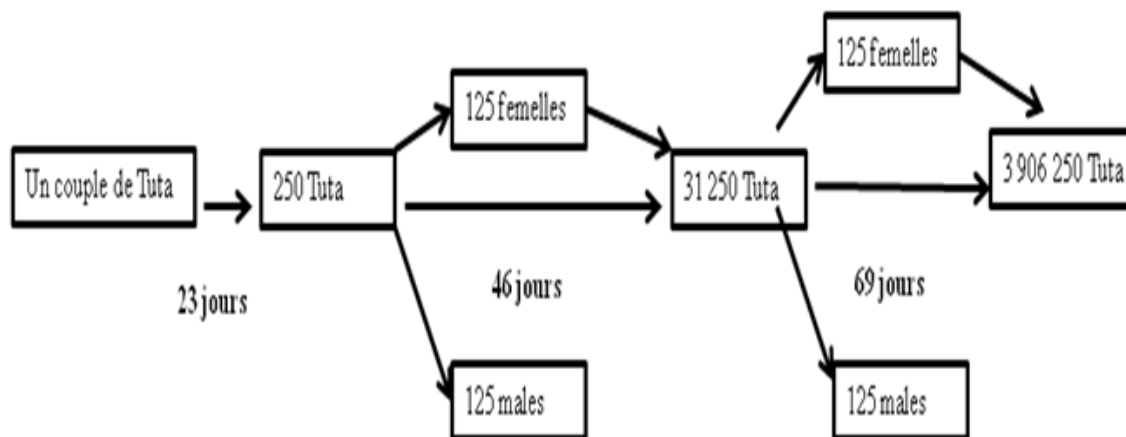 Un couple de Tuta
250 Tuta
125 femelles
31 250 Tuta
125 femelles
3 906 250 Tuta
23 jours
46 jours
69 jours
125 males
125 males